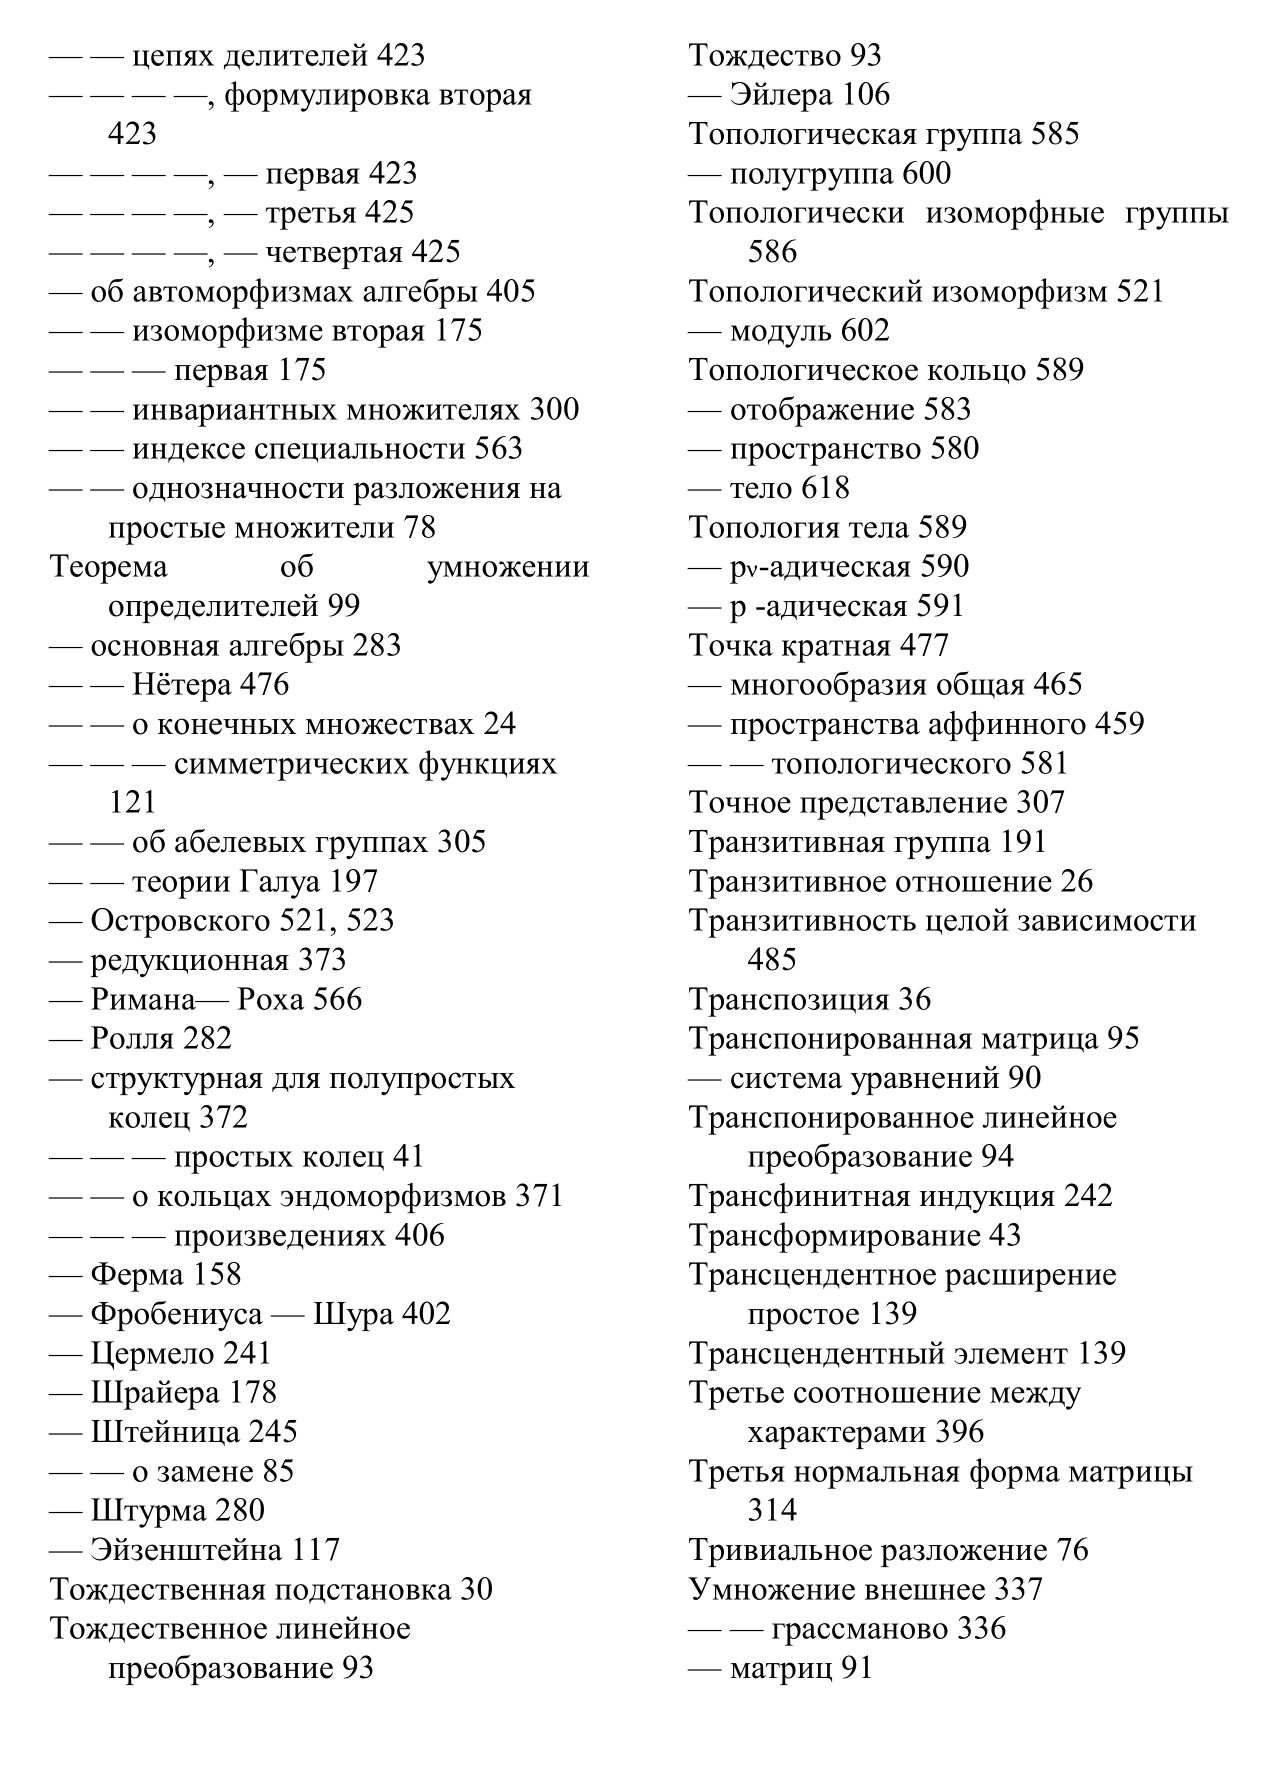 — — цепях делителей 423
— — — —, формулировка вторая
423
— — — —, — первая 423
— — — —, — третья 425
— — — —, — четвертая 425
— об автоморфизмах алгебры 405
— — изоморфизме вторая 175
— — — первая 175
— — инвариантных множителях 300
— — индексе специальности 563
— — однозначности разложения на
простые множители 78
Теорема об умножении
определителей 99
— основная алгебры 283
— — Нётера 476
— — о конечных множествах 24
— — — симметрических функциях
121
— — об абелевых группах 305
— — теории Галуа 197
— Островского 521, 523
— редукционная 373
— Римана— Роха 566
— Ролля 282
— структурная для полупростых
колец 372
— — — простых колец 41
— — о кольцах эндоморфизмов 371
— — — произведениях 406
— Ферма 158
— Фробениуса — Шура 402
— Цермело 241
— Шрайера 178
— Штейница 245
— — о замене 85
— Штурма 280
— Эйзенштейна 117
Тождественная подстановка 30
Тождественное линейное
преобразование 93
Тождество 93
— Эйлера 106
Топологическая группа 585
— полугруппа 600
Топологически изоморфные группы
586
Топологический изоморфизм 521
— модуль 602
Топологическое кольцо 589
— отображение 583
— пространство 580
— тело 618
Топология тела 589
— pν-адическая 590
— p -адическая 591
Точка кратная 477
— многообразия общая 465
— пространства аффинного 459
— — топологического 581
Точное представление 307
Транзитивная группа 191
Транзитивное отношение 26
Транзитивность целой зависимости
485
Транспозиция 36
Транспонированная матрица 95
— система уравнений 90
Транспонированное линейное
преобразование 94
Трансфинитная индукция 242
Трансформирование 43
Трансцендентное расширение
простое 139
Трансцендентный элемент 139
Третье соотношение между
характерами 396
Третья нормальная форма матрицы
314
Тривиальное разложение 76
Умножение внешнее 337
— — грассманово 336
— матриц 91